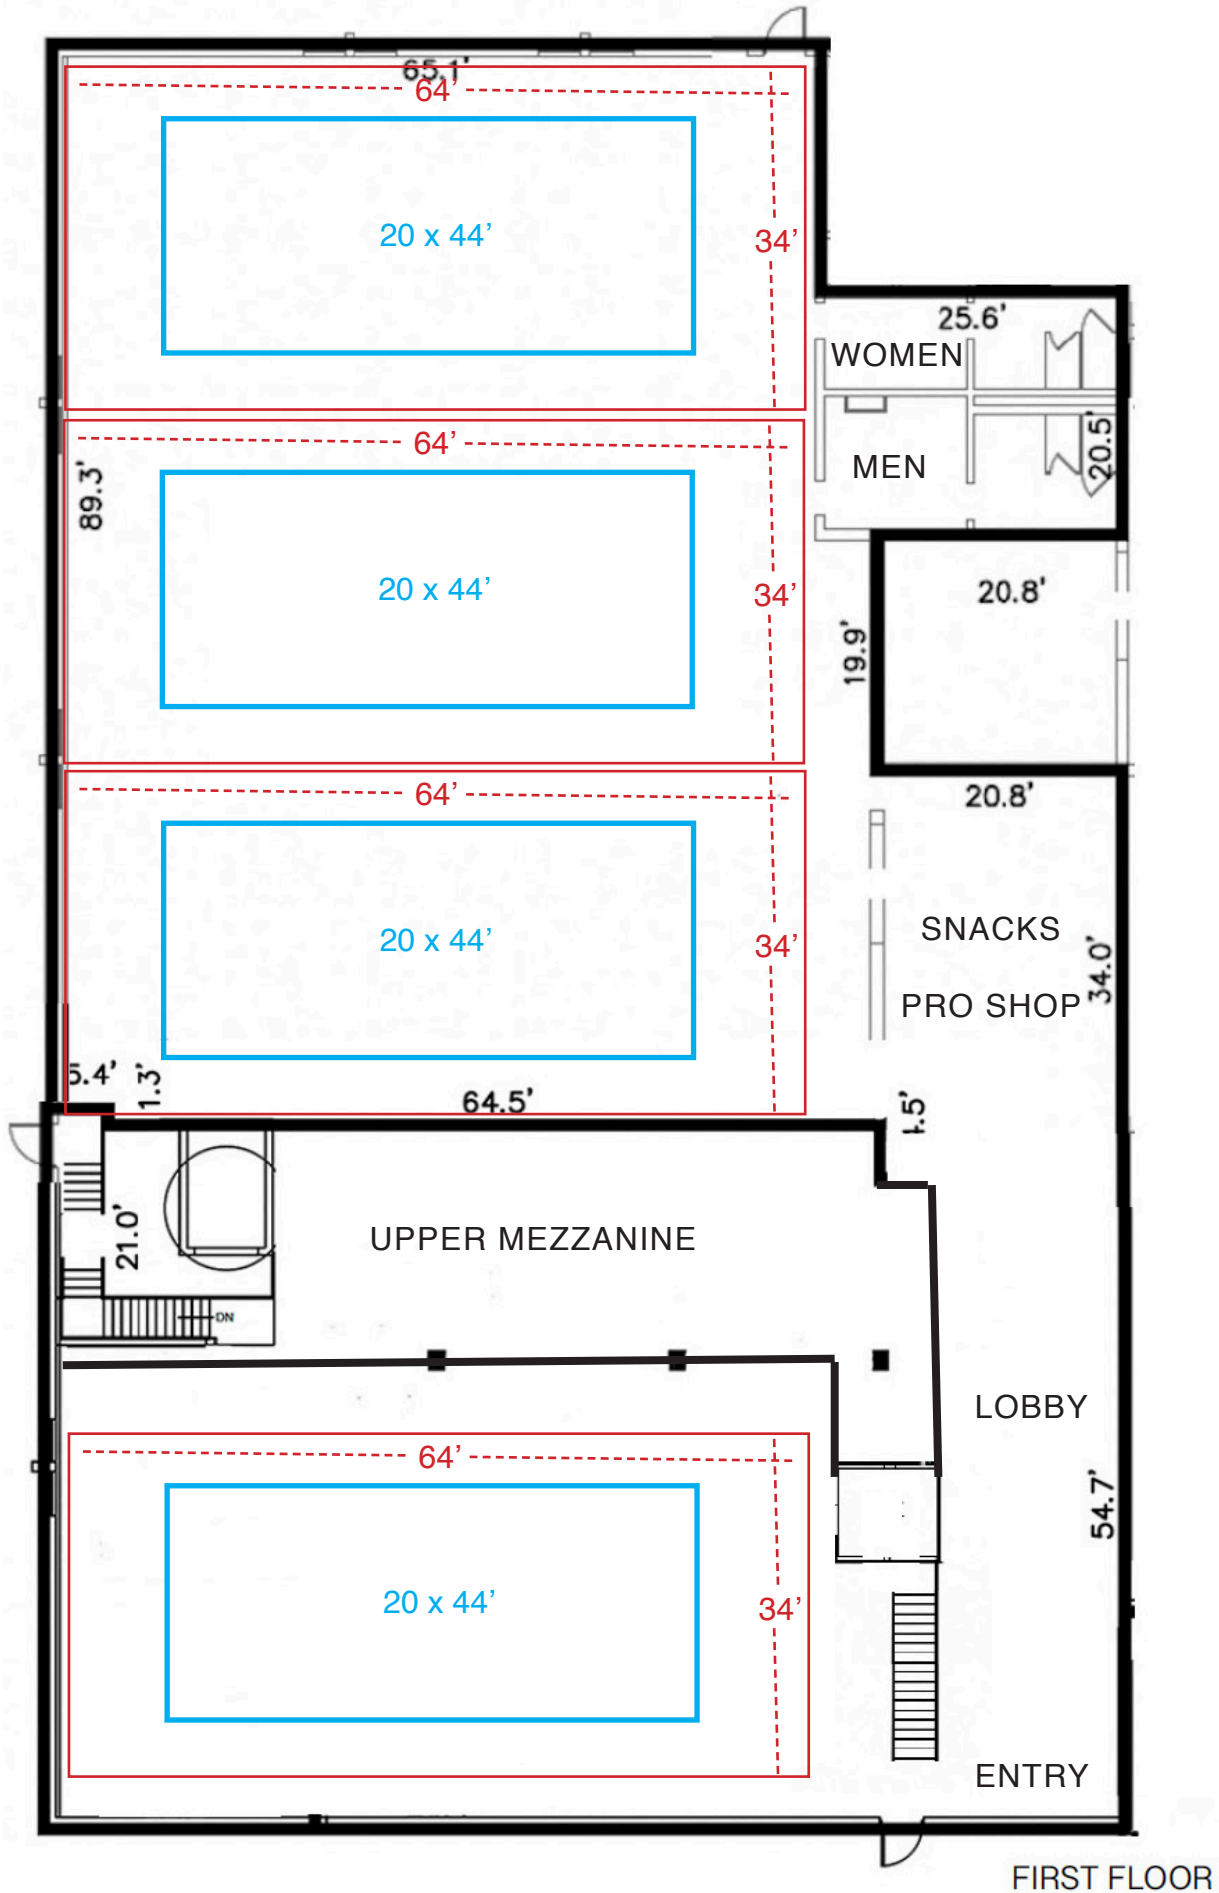 65.1'
64'
20 x 44'
34'
25.6'
WOMEN
MEN
20.5'
64'
89.3'
20 x 44'
34'
20.8'
19.9'
64'
20.8'
20 x 44'
34'
SNACKS
PRO SHOP
34.0'
5.4'
1.3'
64.5'
21.0'
UPPER MEZZANINE
DN
LOBBY
64'
54.7'
20 x 44'
34'
ENTRY
FIRST FLOOR